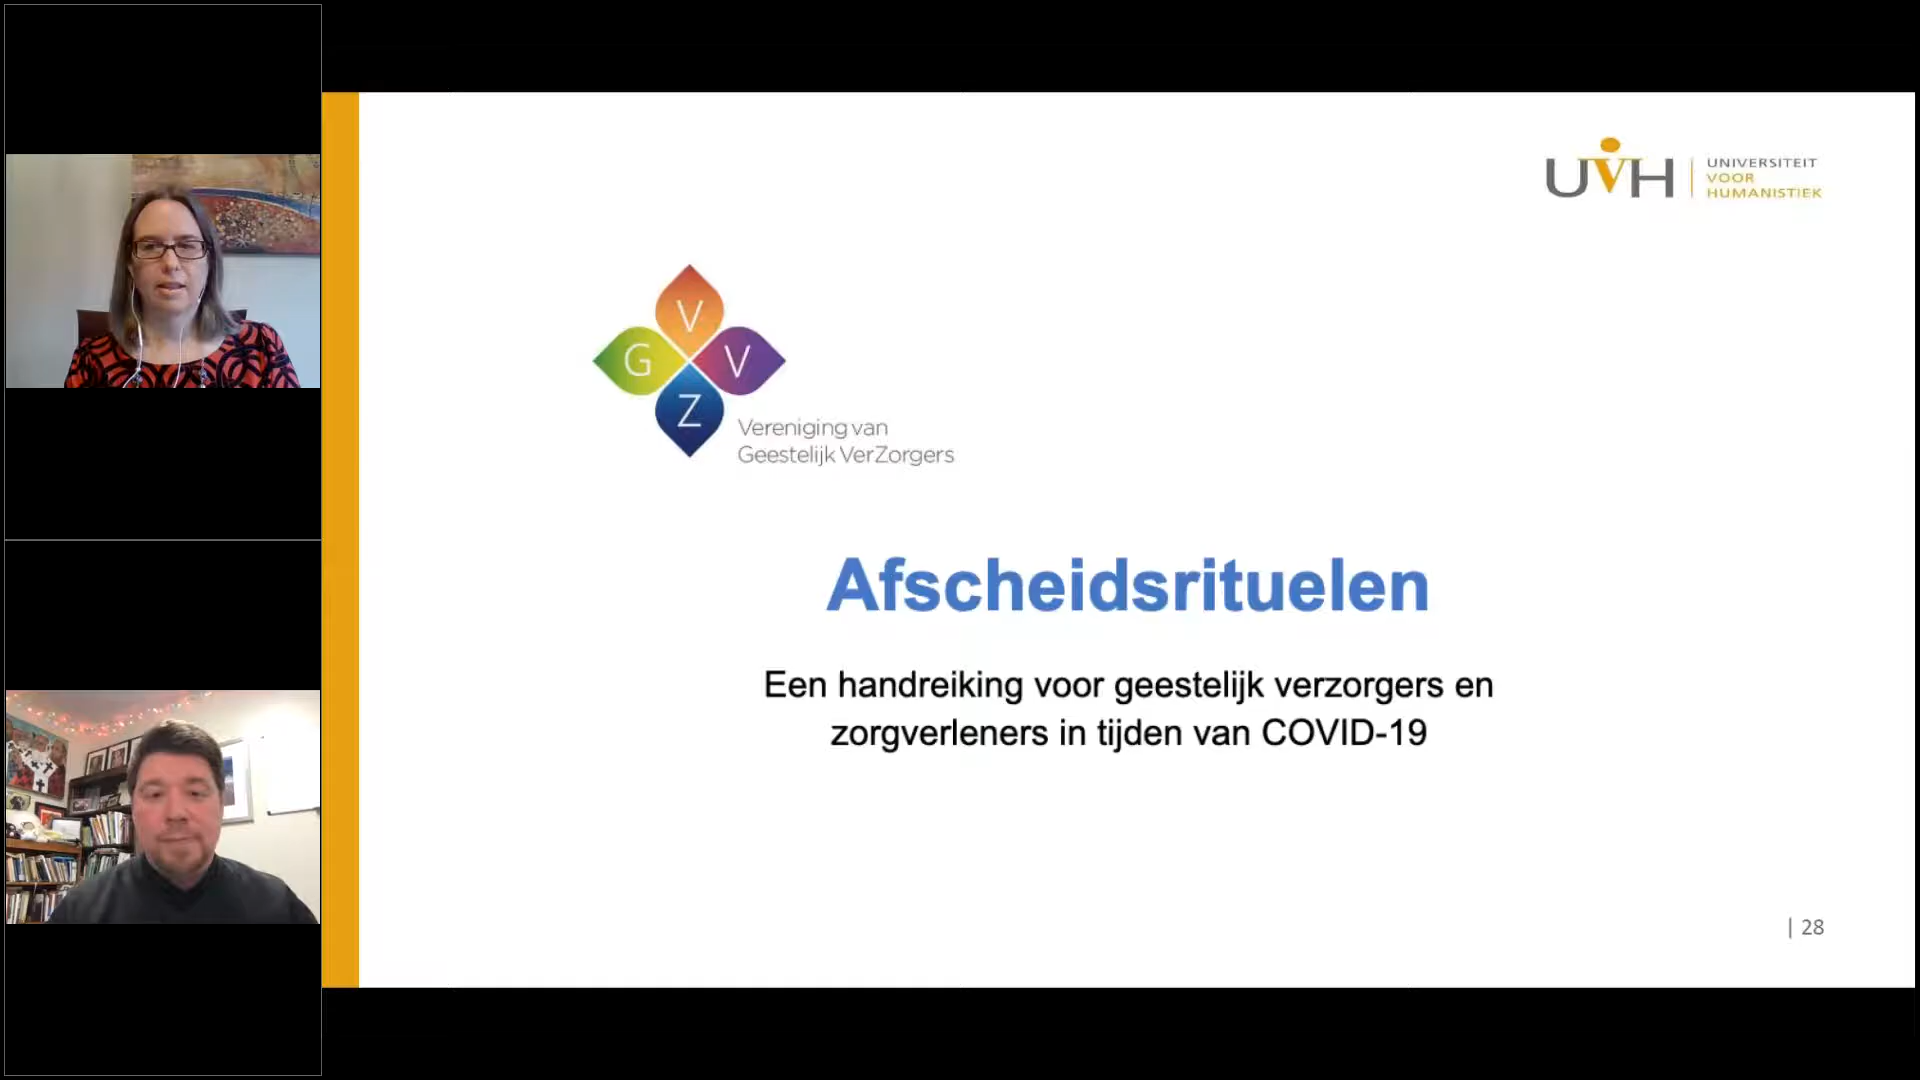 UVH
UNIVERSITEIT
VOOR
HUMANISTIEK
V
G V
Z
Vereniging van
Geestelijk VerZorgers
Afscheidsrituelen
Een handreiking voor geestelijk verzorgers en
zorgverleners in tijden van COVID-19
| 28